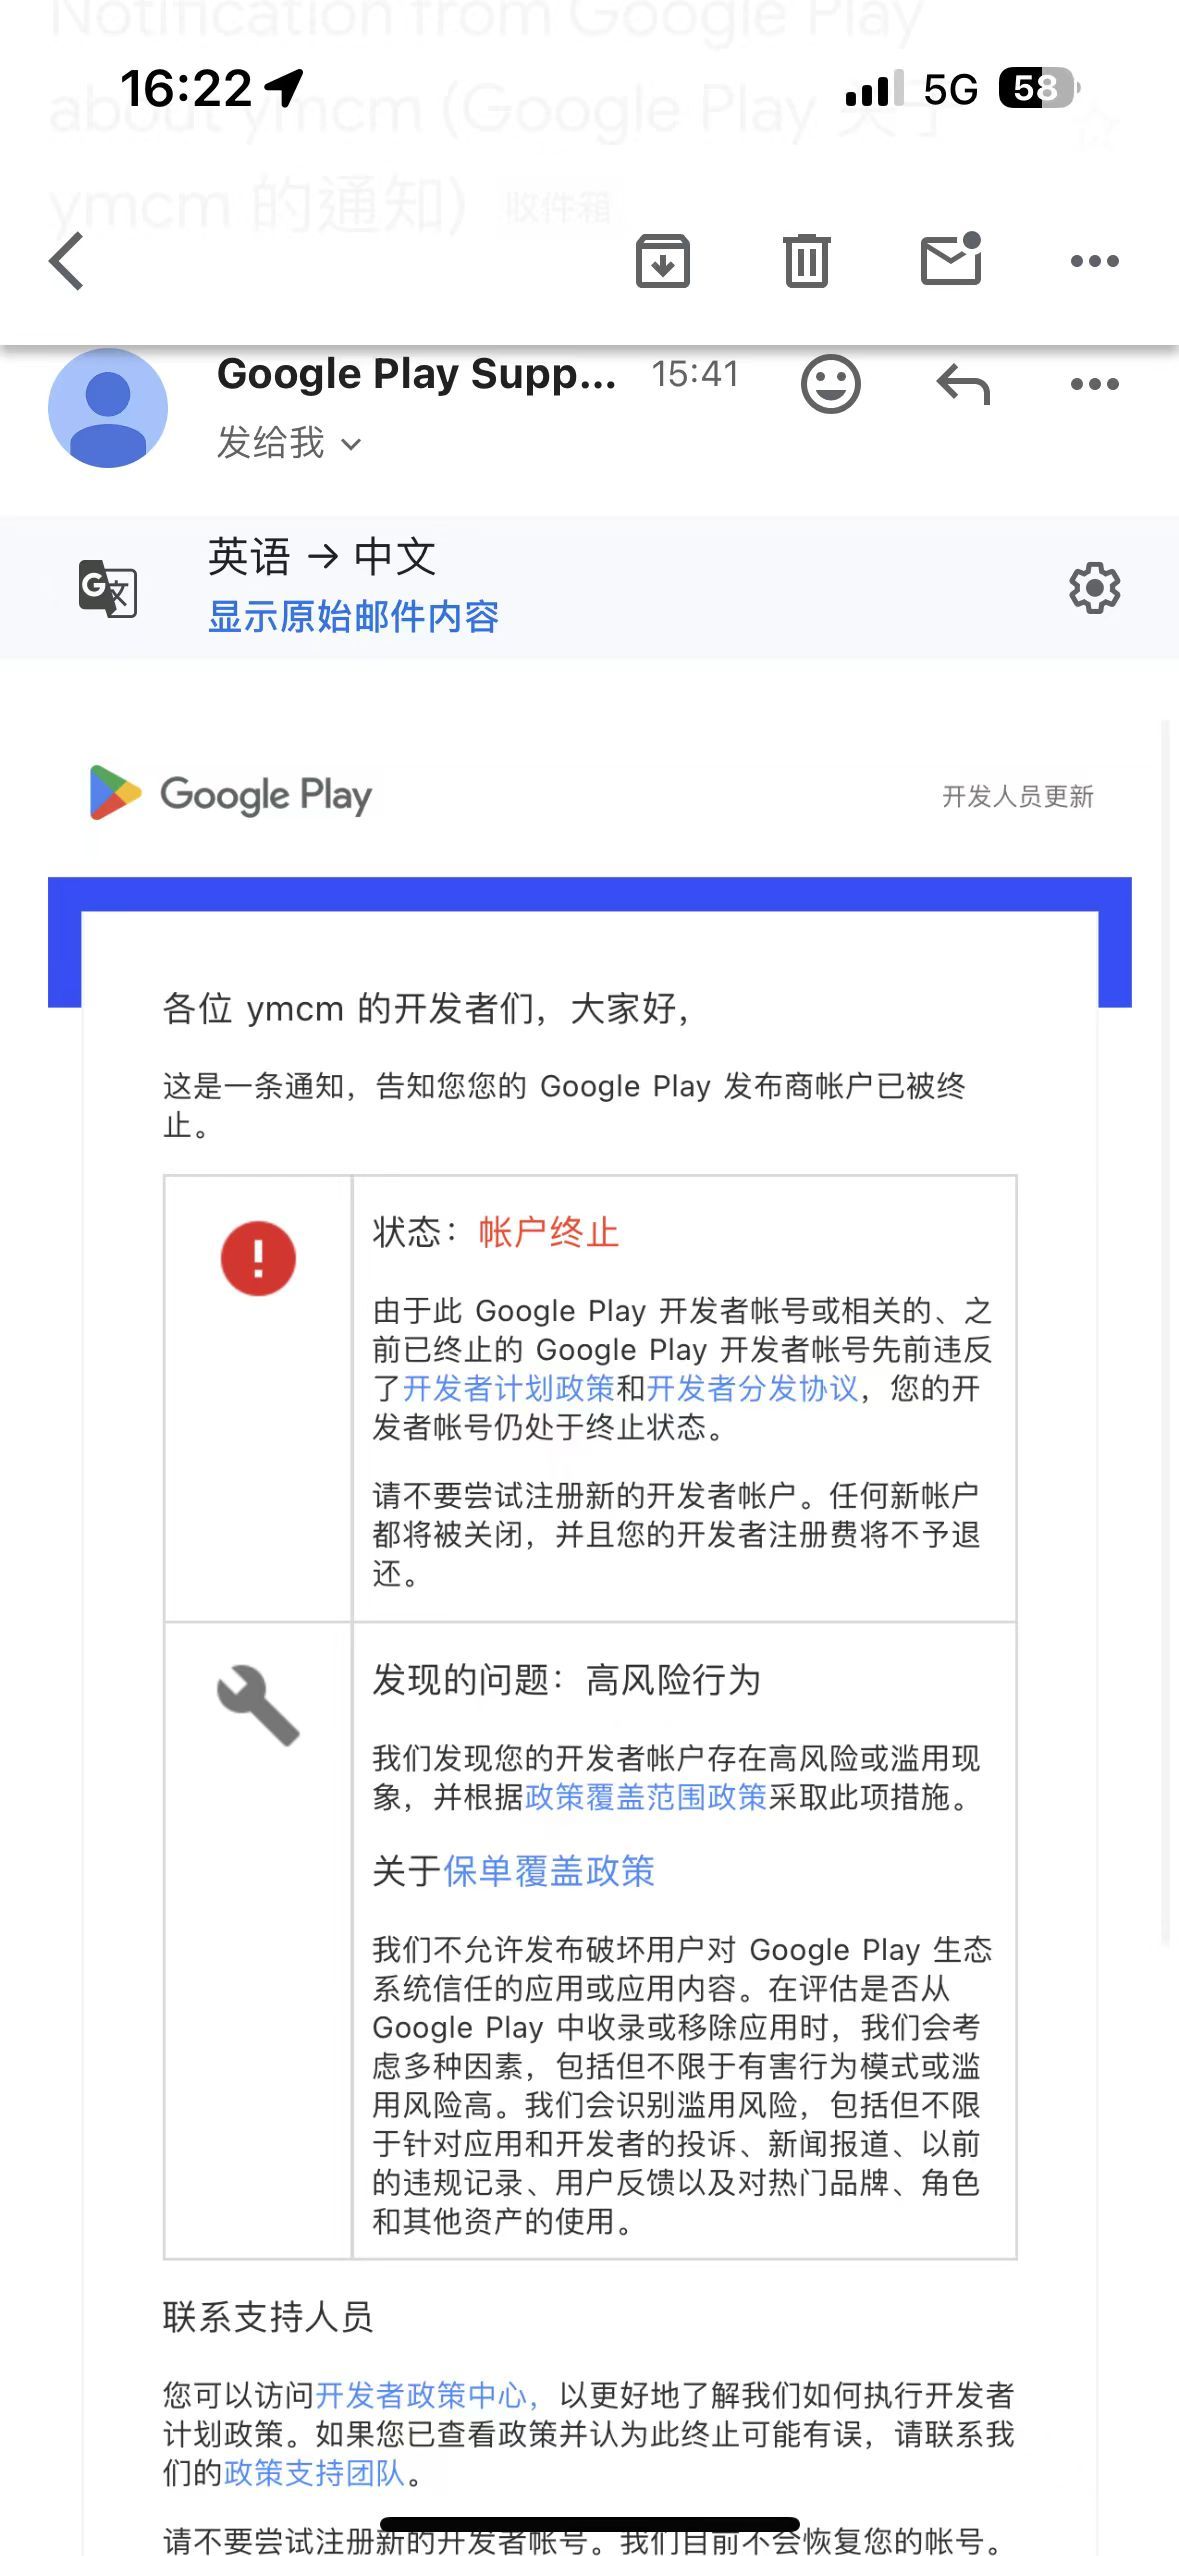 Notification from Google Play
16:22
5G
58
about ymcm (Google Play 关于
ymcm 的通知) 收件箱
Google Play Supp... 15:41
发给我
英语 → 中文
显示原始邮件内容
Google Play
开发人员更新
各位 ymcm 的开发者们，大家好，
这是一条通知，告知您您的 Google Play 发布商帐户已被终
止。
状态：帐户终止
由于此 Google Play 开发者帐号或相关的、之
前已终止的 Google Play 开发者帐号先前违反
了开发者计划政策和开发者分发协议，您的开
发者帐号仍处于终止状态。
请不要尝试注册新的开发者帐户。任何新帐户
都将被关闭，并且您的开发者注册费将不予退
还。
发现的问题：高风险行为
我们发现您的开发者帐户存在高风险或滥用现
象，并根据政策覆盖范围政策采取此项措施。
关于保单覆盖政策
我们不允许发布破坏用户对 Google Play 生态
系统信任的应用或应用内容。在评估是否从
Google Play 中收录或移除应用时，我们会考
虑多种因素，包括但不限于有害行为模式或滥
用风险高。我们会识别滥用风险，包括但不限
于针对应用和开发者的投诉、新闻报道、以前
的违规记录、用户反馈以及对热门品牌、角色
和其他资产的使用。
联系支持人员
您可以访问开发者政策中心，以更好地了解我们如何执行开发者
计划政策。如果您已查看政策并认为此终止可能有误，请联系我
们的政策支持团队。
请不要尝试注册新的开发者帐号。我们目前不会恢复您的帐号。